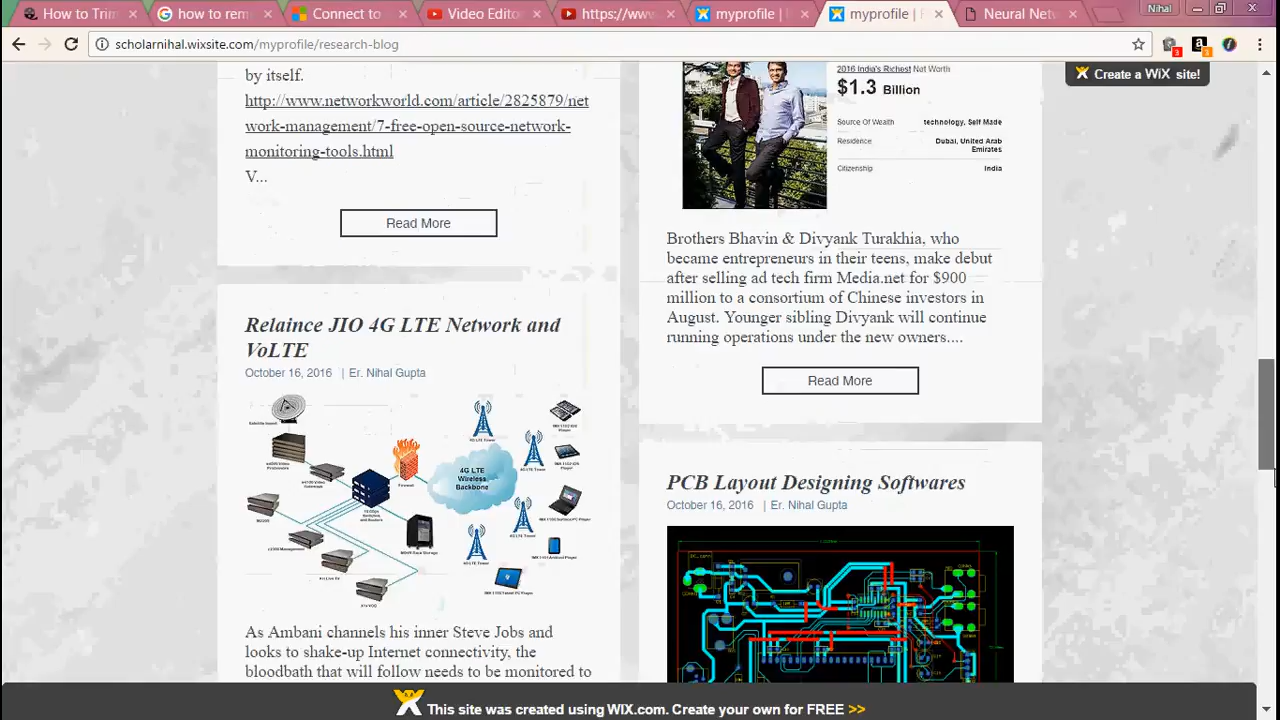 How to Trim
how to rem
Connect to
Video Edito
https://www
myprofile |
myprofile | F
Neural Netw
Nihal
scholarnihal.wixsite.com/myprofile/research-blog
Create a WiX site!
by itself.
http://www.networkworld.com/article/2825879/net
work-management/7-free-open-source-network-
monitoring-tools.html
V...
Read More
Relaince JIO 4G LTE Network and
VoLTE
October 16, 2016 | Er. Nihal Gupta
4G LTE
Wireless
Backbone
As Ambani channels his inner Steve Jobs and
looks to shake-up Internet connectivity, the
bloodbath that will follow needs to be monitored to
2016 India's Richest Net Worth
$1.3 Billion
Source Of Wealth technology, Self Made
Residence Dubai, United Arab
Emirates
Citizenship India
Brothers Bhavin & Divyank Turakhia, who
became entrepreneurs in their teens, make debut
after selling ad tech firm Media.net for $900
million to a consortium of Chinese investors in
August. Younger sibling Divyank will continue
running operations under the new owners....
Read More
PCB Layout Designing Softwares
October 16, 2016 | Er. Nihal Gupta
This site was created using WIX.com. Create your own for FREE >>